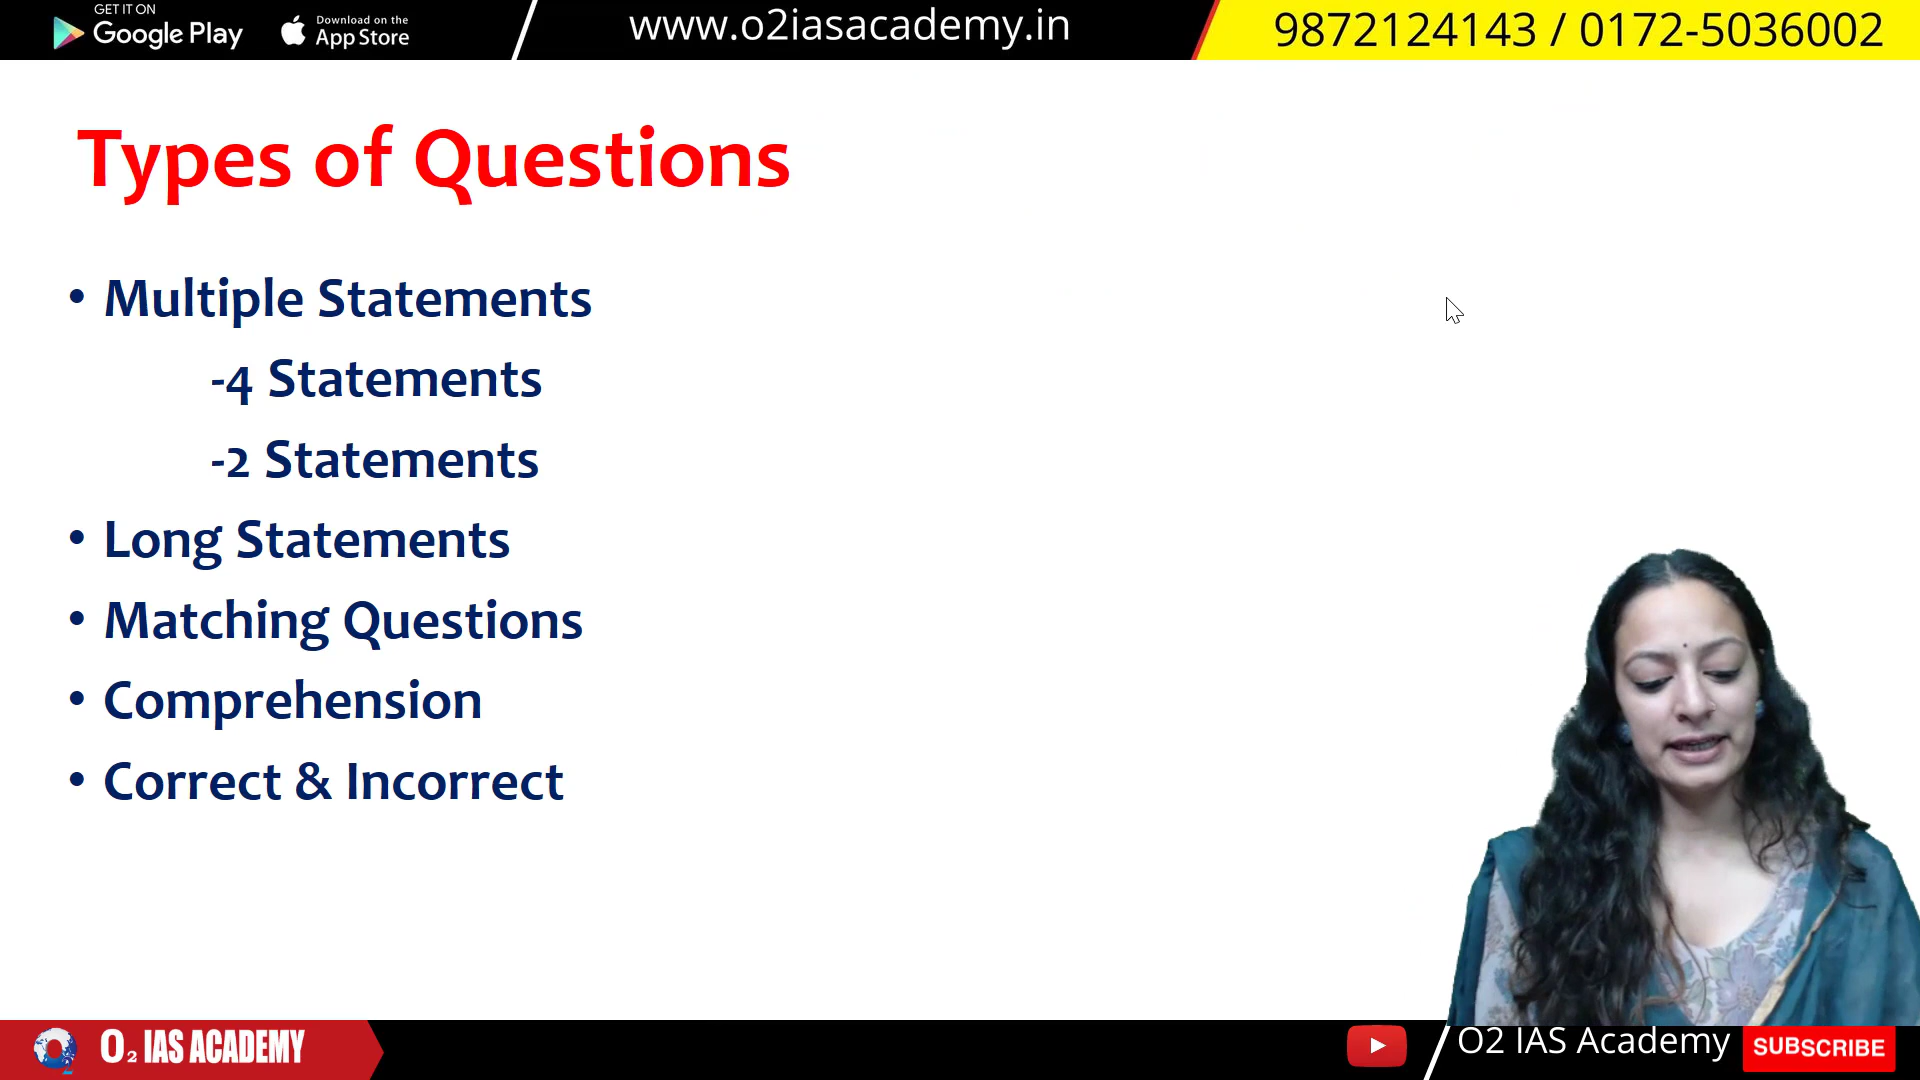 GET IT ON
Google Play
Download on the
App Store
www.o2iasacademy.in
9872124143 / 0172-5036002
Types of Questions
• Multiple Statements
-4 Statements
-2 Statements
• Long Statements
• Matching Questions
• Comprehension
• Correct & Incorrect
O2 IAS ACADEMY
O2 IAS Academy
SUBSCRIBE